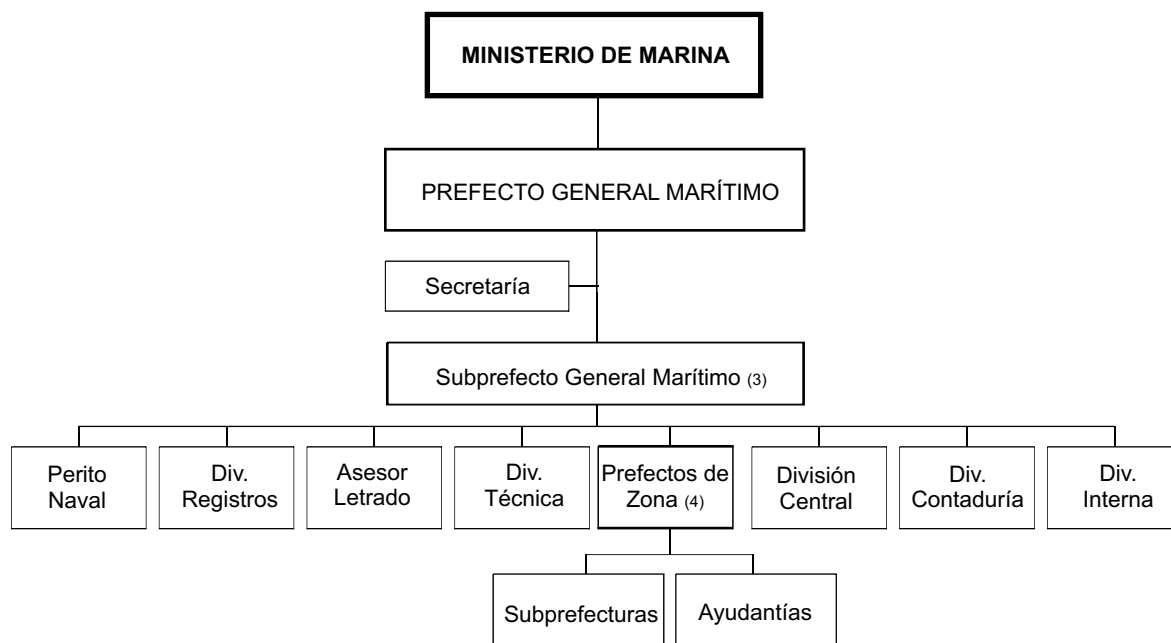 MINISTERIO DE MARINA
PREFECTO GENERAL MARÍTIMO
Secretaría
Subprefecto General Marítimo (3)
Perito
Naval
Div.
Registros
Asesor
Letrado
Div.
Técnica
Prefectos de
Zona (4)
División
Central
Div.
Contaduría
Div.
Interna
Subprefecturas
Ayudantías